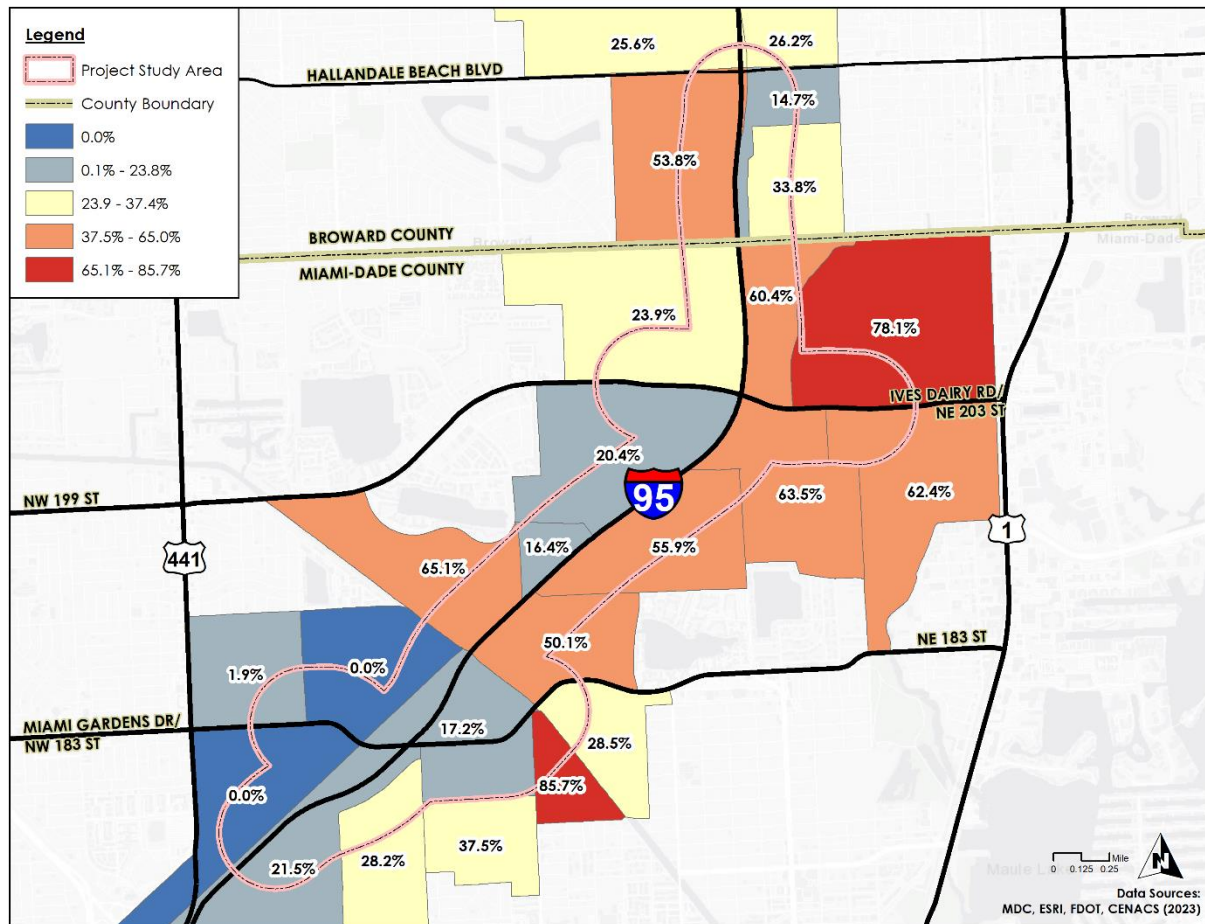 Legend
Project Study Area
County Boundary
0.0%
0.1% - 23.8%
23.9 - 37.4%
37.5% - 65.0%
65.1% - 85.7%
25.6%
26.2%
HALLANDALE BEACH BLVD
14.7%
53.8%
33.8%
BROWARD COUNTY
Broward
Broward
Miami-Dade
MIAMI-DADE COUNTY
60.4%
23.9%
78.1%
IVES DAIRY RD/
NE 203 ST
20.4%
95
63.5%
62.4%
NW 199 ST
1
16.4%
55.9%
441
65.1%
50.1%
NE 183 ST
1.9%
0.0%
MIAMI GARDENS DR/
NW 183 ST
17.2%
28.5%
85.7%
0.0%
37.5%
28.2%
21.5%
Mile
0 0.125 0.25
N
Maule Lake
Data Sources:
MDC, ESRI, FDOT, CENACS (2023)